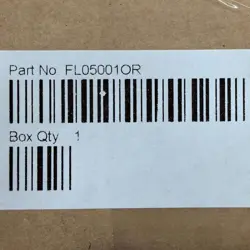 Part No FL05001OR
Box Qty 1